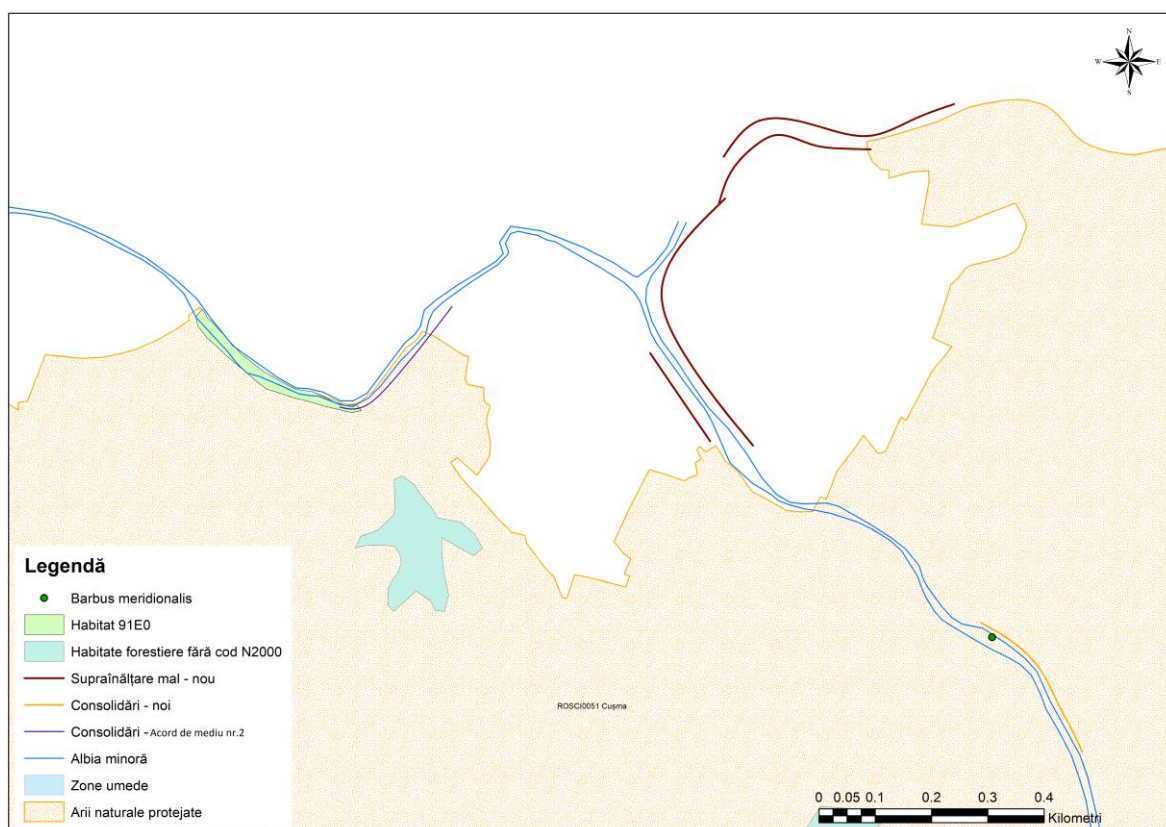 N
W E
S
Legendă
Barbus meridionalis
Habitat 91E0
Habitate forestiere fără cod N2000
Supraînălțare mal - nou
Consolidări - noi
Consolidări - Acord de mediu nr.2
Albia minoră
Zone umede
Arii naturale protejate
ROSCI0051 Cușma
0 0.05 0.1 0.2 0.3 0.4
Kilometri